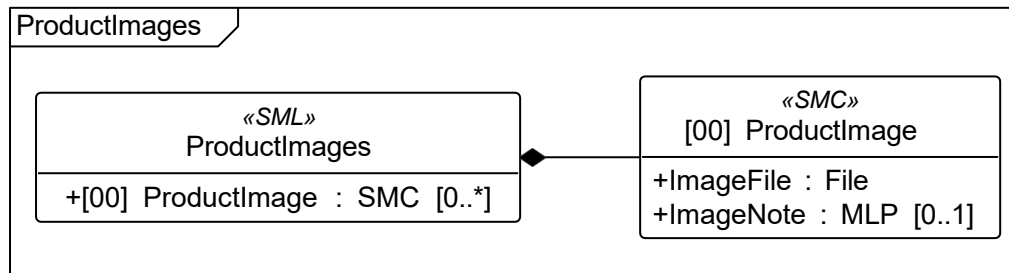 ProductImages
«SML»
ProductImages
+[00] ProductImage : SMC [0..*]
«SMC»
[00] ProductImage
+ImageFile : File
+ImageNote : MLP [0..1]